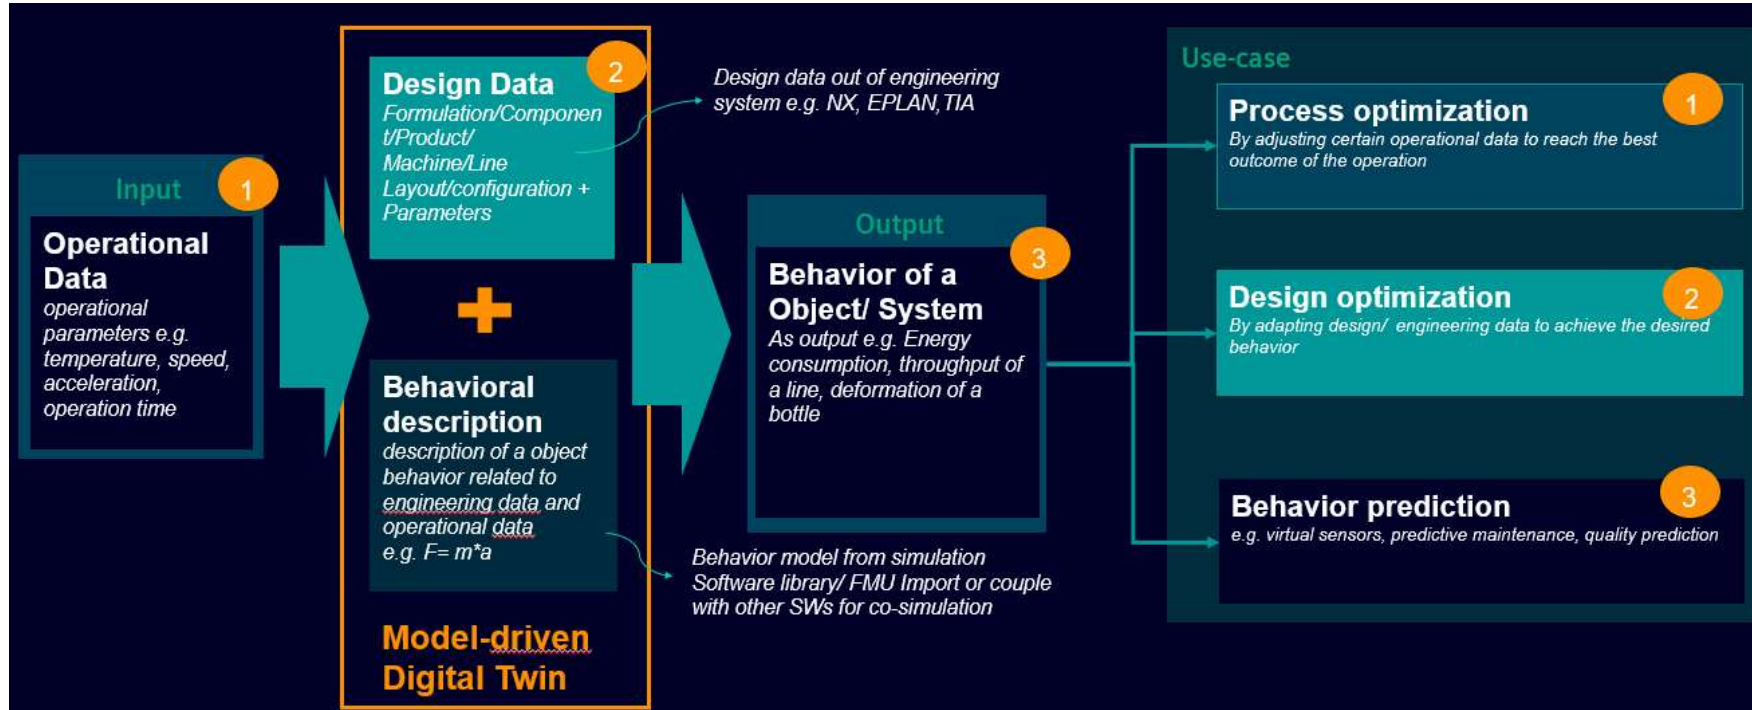 Input
1
Operational
Data
operational
parameters e.g.
temperature, speed,
acceleration,
operation time
2
Design Data
Formulation/Componen
t/Product/
Machine/Line
Layout/configuration +
Parameters
Behavioral
description
description of a object
behavior related to
engineering data and
operational data
e.g. F= m*a
Model-driven
Digital Twin
Design data out of engineering
system e.g. NX, EPLAN,TIA
Behavior model from simulation
Software library/ FMU Import or couple
with other SWs for co-simulation
Output
3
Behavior of a
Object/ System
As output e.g. Energy
consumption, throughput of
a line, deformation of a
bottle
Use-case
Process optimization
1
By adjusting certain operational data to reach the best
outcome of the operation
Design optimization
2
By adapting design/ engineering data to achieve the desired
behavior
Behavior prediction
3
e.g. virtual sensors, predictive maintenance, quality prediction